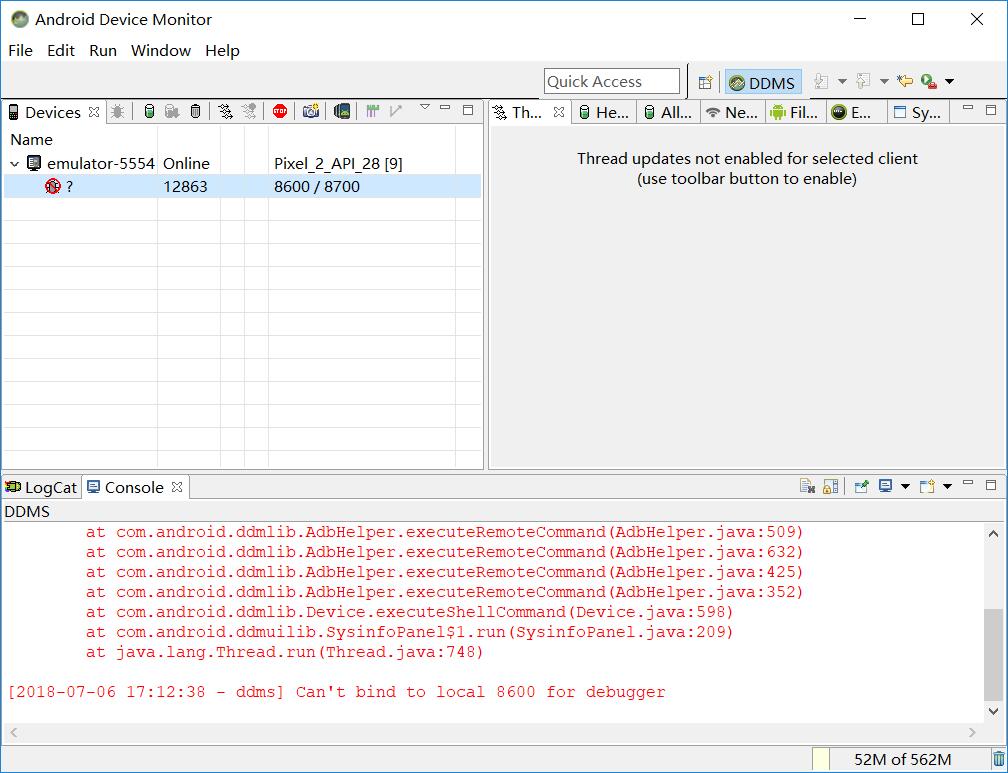 Android Device Monitor
File Edit Run Window Help
Quick Access
DDMS
Devices
Th... He... All... Ne... Fil... E... Sy...
Name
emulator-5554 Online Pixel_2_API_28 [9]
? 12863 8600 / 8700
Thread updates not enabled for selected client
(use toolbar button to enable)
LogCat Console
DDMS
at com.android.ddmlib.AdbHelper.executeRemoteCommand(AdbHelper.java:509)
at com.android.ddmlib.AdbHelper.executeRemoteCommand(AdbHelper.java:632)
at com.android.ddmlib.AdbHelper.executeRemoteCommand(AdbHelper.java:425)
at com.android.ddmlib.AdbHelper.executeRemoteCommand(AdbHelper.java:352)
at com.android.ddmlib.Device.executeShellCommand(Device.java:598)
at com.android.ddmuilib.SysinfoPanel$1.run(SysinfoPanel.java:209)
at java.lang.Thread.run(Thread.java:748)
[2018-07-06 17:12:38 - ddms] Can't bind to local 8600 for debugger
52M of 562M